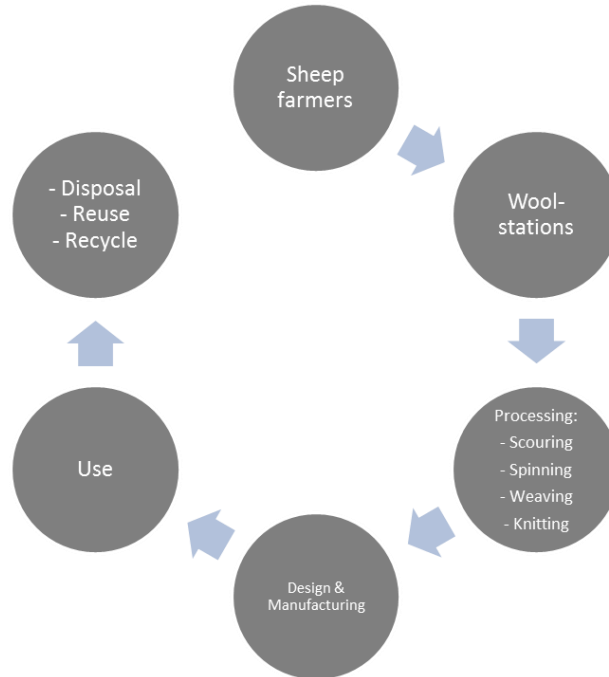 Sheep
farmers
Wool-
stations
Processing:
- Scouring
- Spinning
- Weaving
- Knitting
Design &
Manufacturing
Use
- Disposal
- Reuse
- Recycle